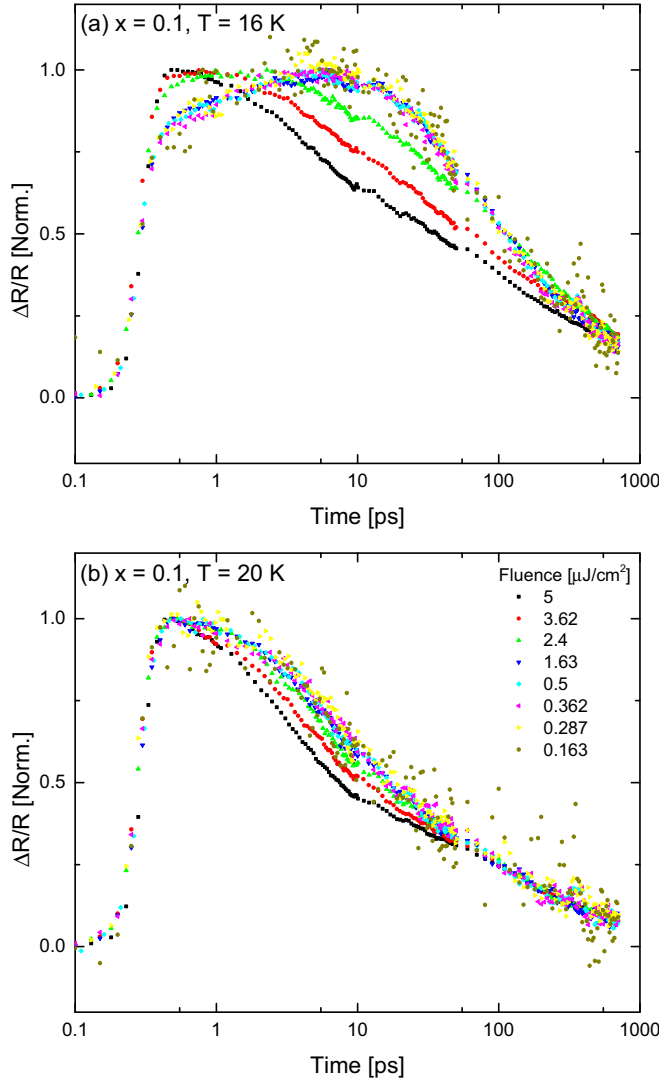 (a) x = 0.1, T = 16 K
1.0
0.5
0.0
ΔR/R [Norm.]
0.1 1 10 100 1000
Time [ps]
(b) x = 0.1, T = 20 K
Fluence [μJ/cm²]
5
3.62
2.4
1.63
0.5
0.362
0.287
0.163
1.0
0.5
0.0
ΔR/R [Norm.]
0.1 1 10 100 1000
Time [ps]